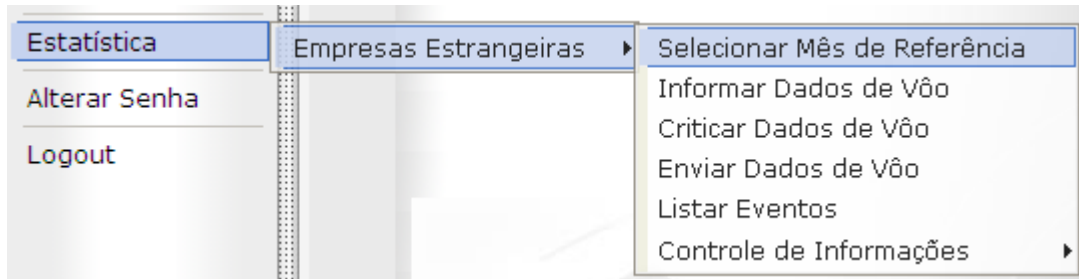 Estatística
Alterar Senha
Logout
Empresas Estrangeiras
Selecionar Mês de Referência
Informar Dados de Vôo
Criticar Dados de Vôo
Enviar Dados de Vôo
Listar Eventos
Controle de Informações